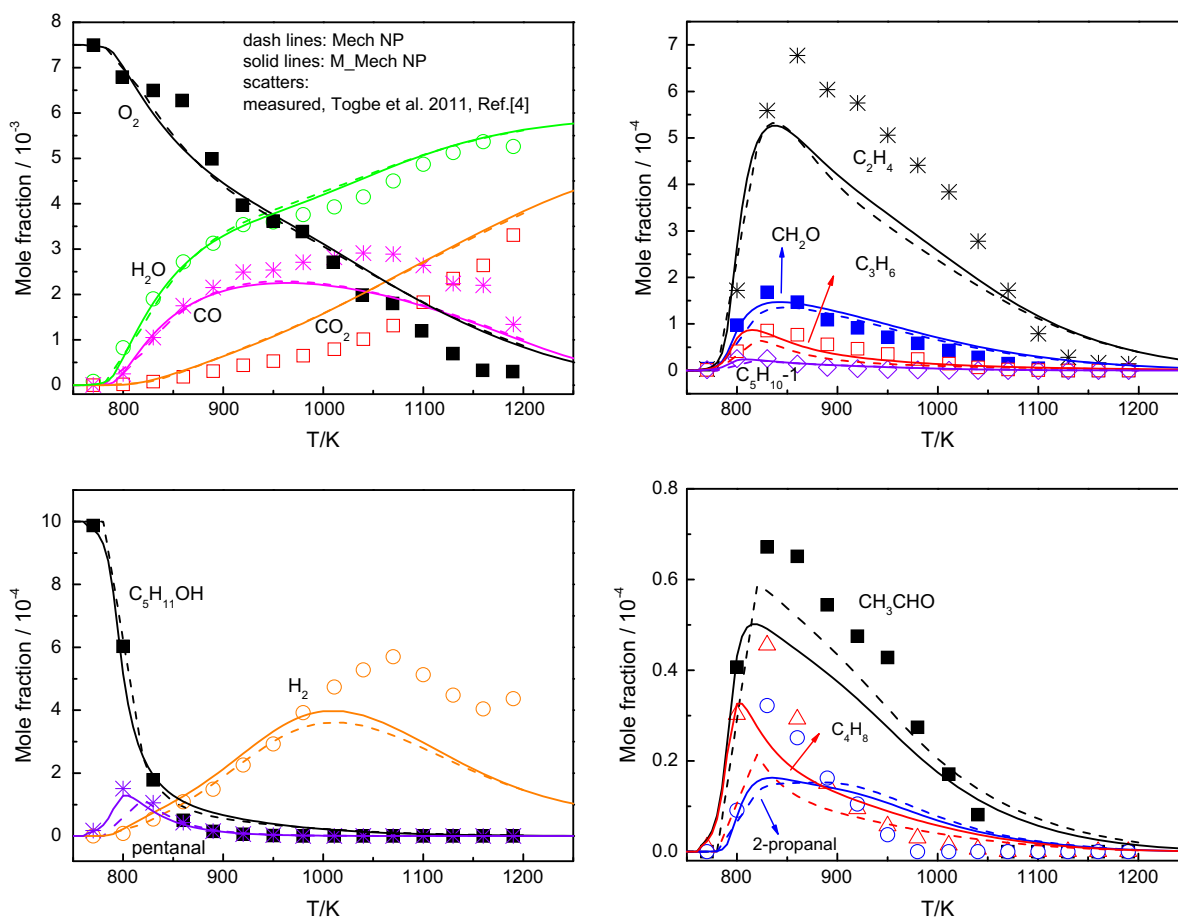 8
7
6
5
4
3
2
1
0
Mole fraction / 10⁻³
dash lines: Mech NP
solid lines: M_Mech NP
scatters:
measured, Togbe et al. 2011, Ref.[4]
O₂
H₂O
CO
CO₂
800 900 1000 1100 1200
T/K
7
6
5
4
3
2
1
0
Mole fraction / 10⁻⁴
C₂H₄
CH₂O
C₃H₆
C₅H₁₀-1
800 900 1000 1100 1200
T/K
10
8
6
4
2
0
Mole fraction / 10⁻⁴
C₅H₁₁OH
H₂
pentanal
800 900 1000 1100 1200
T/K
0.8
0.6
0.4
0.2
0.0
Mole fraction / 10⁻⁴
CH₃CHO
C₄H₈
2-propanal
800 900 1000 1100 1200
T/K